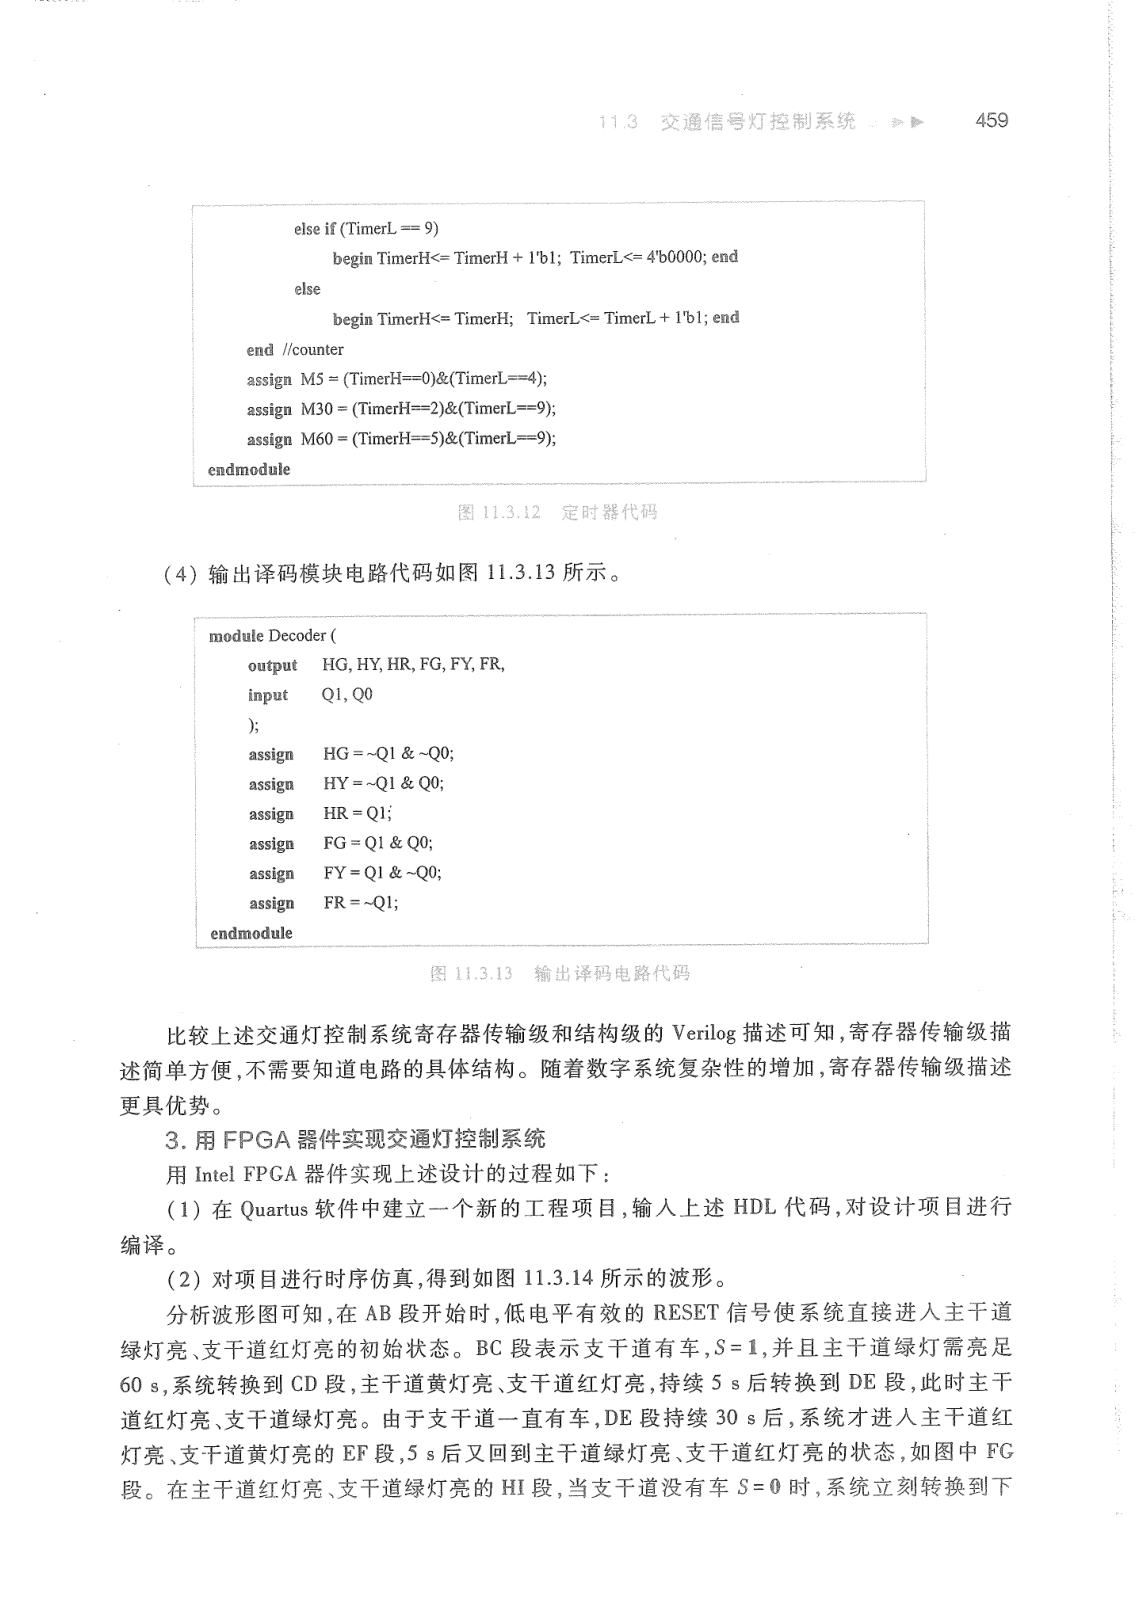 11.3 交通信号灯控制系统 459
else if (TimerL == 9)
begin TimerH<= TimerH + 1'b1; TimerL<= 4'b0000; end
else
begin TimerH<= TimerH; TimerL<= TimerL + 1'b1; end
end //counter
assign M5 = (TimerH==0)&(TimerL==4);
assign M30 = (TimerH==2)&(TimerL==9);
assign M60 = (TimerH==5)&(TimerL==9);
endmodule
图 11.3.12 定时器代码
(4) 输出译码模块电路代码如图 11.3.13 所示。
module Decoder (
output HG, HY, HR, FG, FY, FR,
input Q1, Q0
);
assign HG = ~Q1 & ~Q0;
assign HY = ~Q1 & Q0;
assign HR = Q1;
assign FG = Q1 & Q0;
assign FY = Q1 & ~Q0;
assign FR = ~Q1;
endmodule
图 11.3.13 输出译码电路代码
比较上述交通灯控制系统寄存器传输级和结构级的 Verilog 描述可知,寄存器传输级描
述简单方便,不需要知道电路的具体结构。随着数字系统复杂性的增加,寄存器传输级描述
更具优势。
3. 用 FPGA 器件实现交通灯控制系统
用 Intel FPGA 器件实现上述设计的过程如下:
(1) 在 Quartus 软件中建立一个新的工程项目,输入上述 HDL 代码,对设计项目进行
编译。
(2) 对项目进行时序仿真,得到如图 11.3.14 所示的波形。
分析波形图可知,在 AB 段开始时,低电平有效的 RESET 信号使系统直接进入主干道
绿灯亮、支干道红灯亮的初始状态。BC 段表示支干道有车,S=1,并且主干道绿灯需亮足
60 s,系统转换到 CD 段,主干道黄灯亮、支干道红灯亮,持续 5 s 后转换到 DE 段,此时主干
道红灯亮、支干道绿灯亮。由于支干道一直有车,DE 段持续 30 s 后,系统才进入主干道红
灯亮、支干道黄灯亮的 EF 段,5 s 后又回到主干道绿灯亮、支干道红灯亮的状态,如图中 FG
段。在主干道红灯亮、支干道绿灯亮的 HI 段,当支干道没有车 S=0 时,系统立刻转换到下